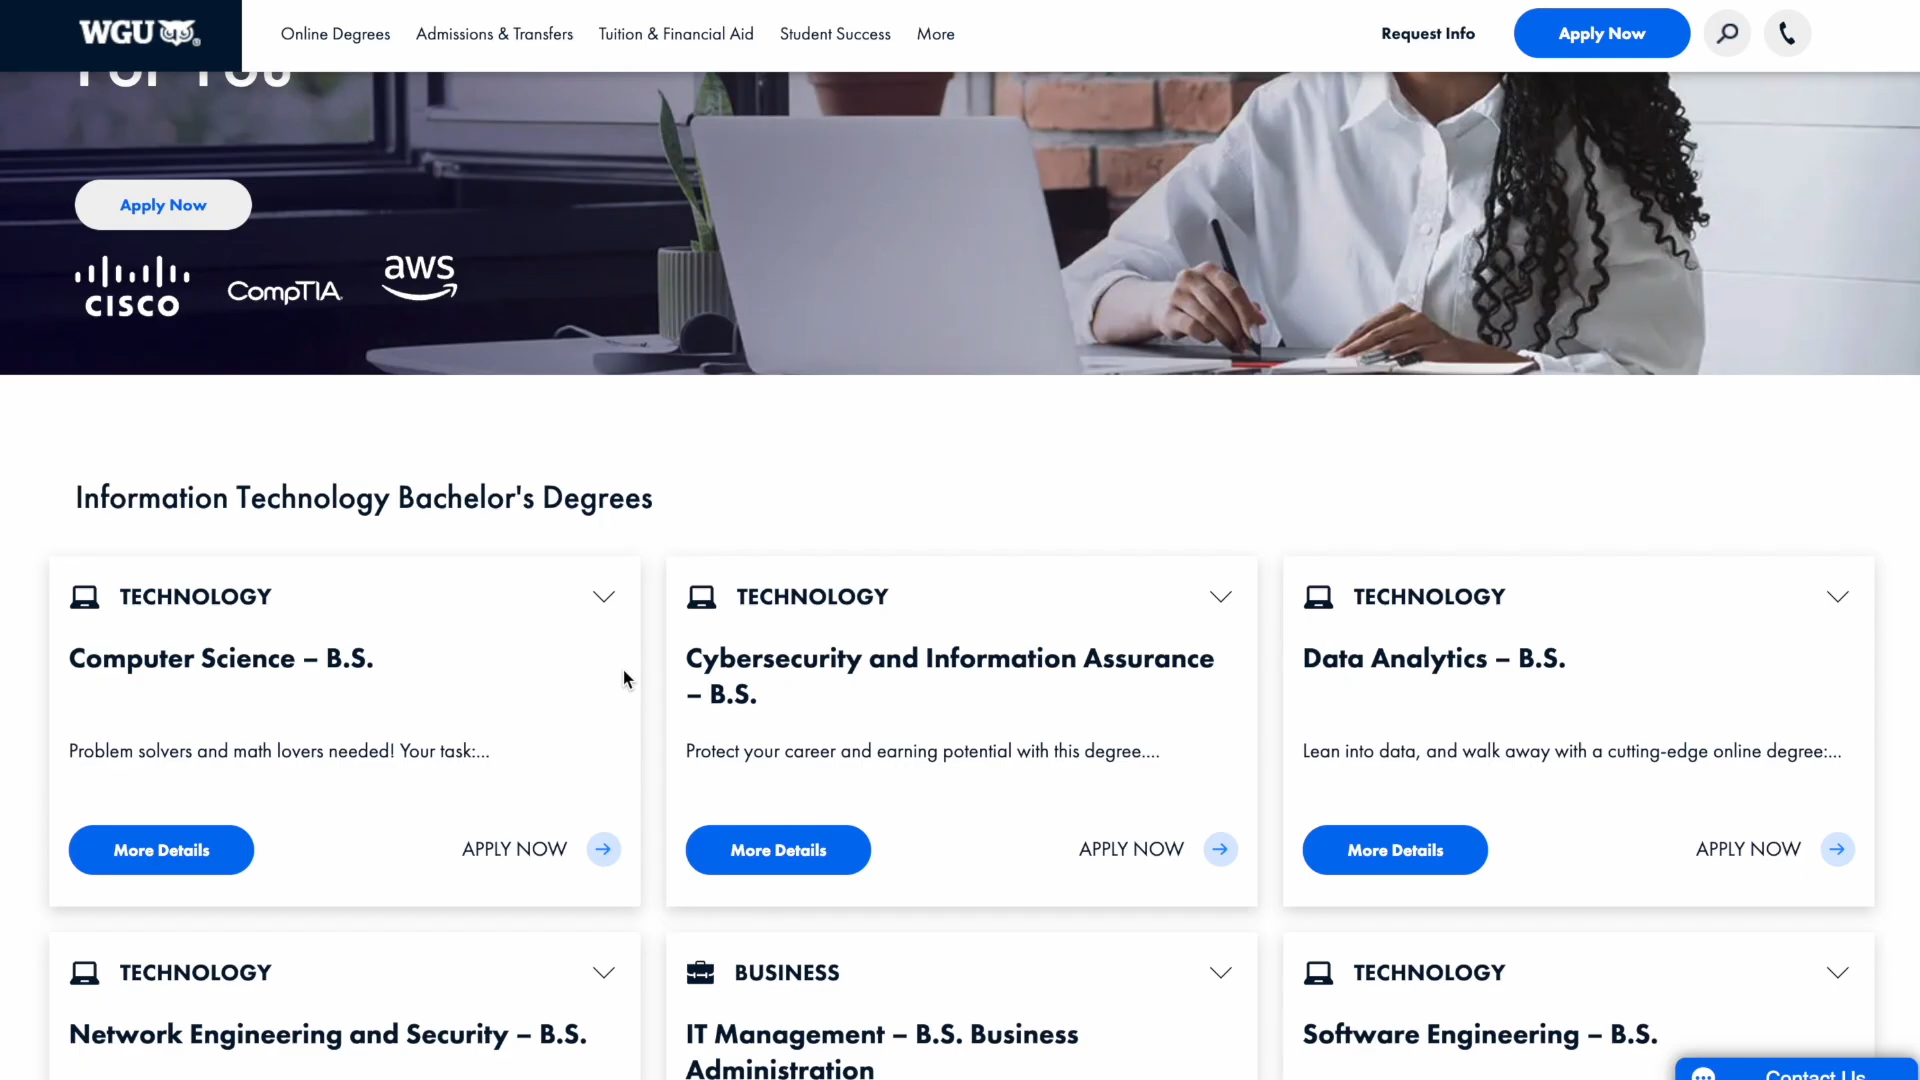 WGU
Online Degrees
Admissions & Transfers
Tuition & Financial Aid
Student Success
More
Request Info
Apply Now
FOR YOU
Apply Now
CISCO
CompTIA
aws
Information Technology Bachelor's Degrees
TECHNOLOGY
Computer Science – B.S.
Problem solvers and math lovers needed! Your task:...
More Details
APPLY NOW
TECHNOLOGY
Cybersecurity and Information Assurance
– B.S.
Protect your career and earning potential with this degree....
More Details
APPLY NOW
TECHNOLOGY
Data Analytics – B.S.
Lean into data, and walk away with a cutting-edge online degree:...
More Details
APPLY NOW
TECHNOLOGY
Network Engineering and Security – B.S.
BUSINESS
IT Management – B.S. Business
Administration
TECHNOLOGY
Software Engineering – B.S.
Contact Us